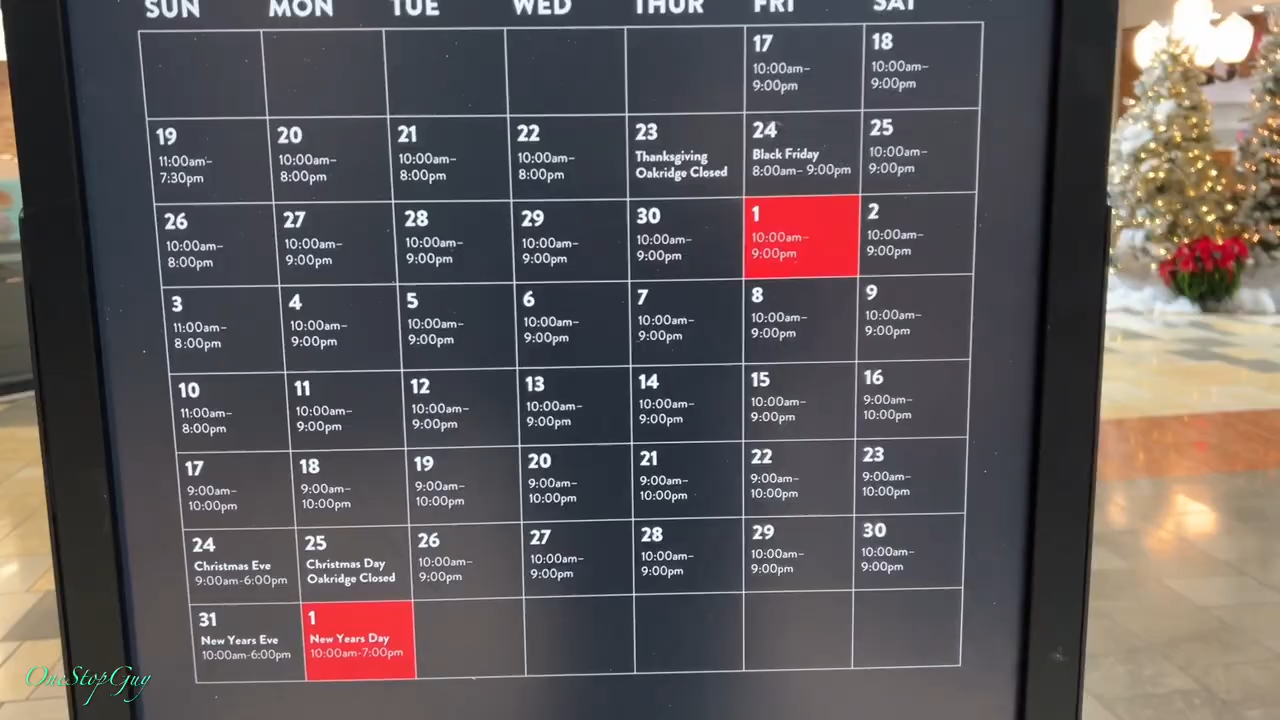 SUN MON TUE WED THUR FRI SAT
17
10:00am–
9:00pm
18
10:00am–
9:00pm
19
11:00am–
7:30pm
20
10:00am–
8:00pm
21
10:00am–
8:00pm
22
10:00am–
8:00pm
23
Thanksgiving
Oakridge Closed
24
Black Friday
8:00am– 9:00pm
25
10:00am–
9:00pm
26
10:00am–
8:00pm
27
10:00am–
9:00pm
28
10:00am–
9:00pm
29
10:00am–
9:00pm
30
10:00am–
9:00pm
1
10:00am–
9:00pm
2
10:00am–
9:00pm
3
11:00am–
8:00pm
4
10:00am–
9:00pm
5
10:00am–
9:00pm
6
10:00am–
9:00pm
7
10:00am–
9:00pm
8
10:00am–
9:00pm
9
10:00am–
9:00pm
10
11:00am–
8:00pm
11
10:00am–
9:00pm
12
10:00am–
9:00pm
13
10:00am–
9:00pm
14
10:00am–
9:00pm
15
10:00am–
9:00pm
16
9:00am–
10:00pm
17
9:00am–
10:00pm
18
9:00am–
10:00pm
19
9:00am–
10:00pm
20
9:00am–
10:00pm
21
9:00am–
10:00pm
22
9:00am–
10:00pm
23
9:00am–
10:00pm
24
Christmas Eve
9:00am-6:00pm
25
Christmas Day
Oakridge Closed
26
10:00am–
9:00pm
27
10:00am–
9:00pm
28
10:00am–
9:00pm
29
10:00am–
9:00pm
30
10:00am–
9:00pm
31
New Years Eve
10:00am-6:00pm
1
New Years Day
10:00am-7:00pm
OneStopGuy